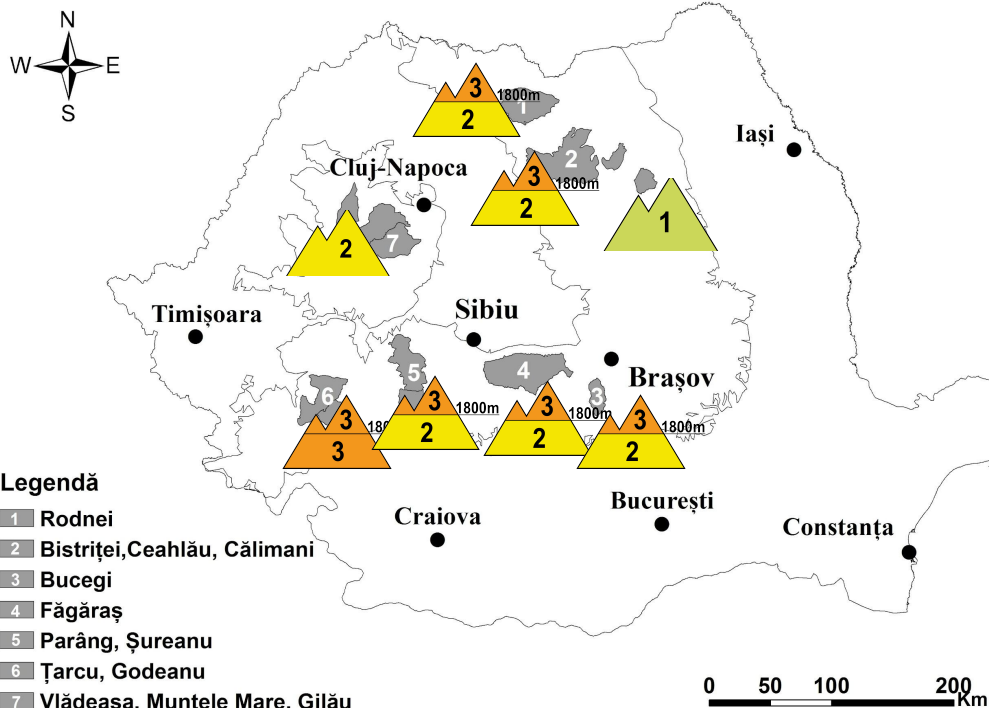 N
W E
S
3
1800m
1
2
Iași
Cluj-Napoca
2
3
1800m
2
1
2
7
Timișoara
Sibiu
5
4
Brașov
6
3
3
3
3
1800m
2
3
1800m
2
3
1800m
2
180
3
Legendă
București
Craiova
Constanța
1 Rodnei
2 Bistriței,Ceahlău, Călimani
3 Bucegi
4 Făgăraș
5 Parâng, Șureanu
6 Țarcu, Godeanu
7 Vlădeasa, Muntele Mare, Gilău
0 50 100 200
Km